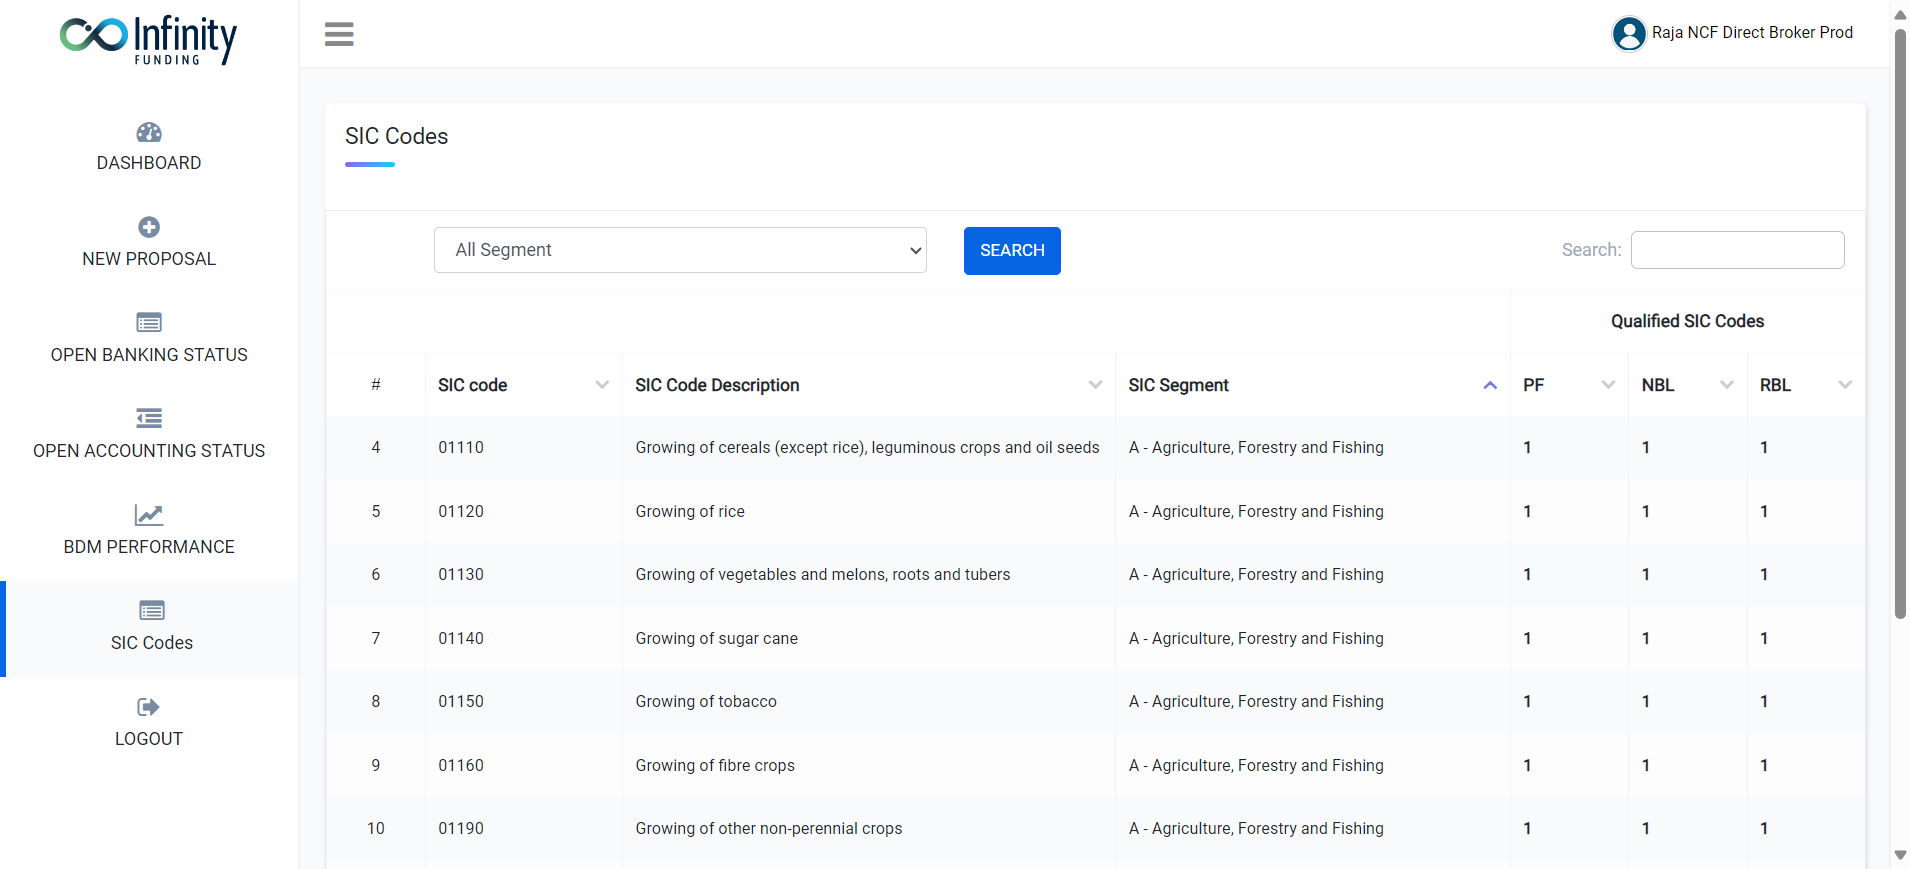 Infinity
FUNDING
Raja NCF Direct Broker Prod
DASHBOARD
NEW PROPOSAL
OPEN BANKING STATUS
OPEN ACCOUNTING STATUS
BDM PERFORMANCE
SIC Codes
LOGOUT
SIC Codes
All Segment SEARCH Search:
Qualified SIC Codes
# SIC code SIC Code Description SIC Segment PF NBL RBL
4 01110 Growing of cereals (except rice), leguminous crops and oil seeds A - Agriculture, Forestry and Fishing 1 1 1
5 01120 Growing of rice A - Agriculture, Forestry and Fishing 1 1 1
6 01130 Growing of vegetables and melons, roots and tubers A - Agriculture, Forestry and Fishing 1 1 1
7 01140 Growing of sugar cane A - Agriculture, Forestry and Fishing 1 1 1
8 01150 Growing of tobacco A - Agriculture, Forestry and Fishing 1 1 1
9 01160 Growing of fibre crops A - Agriculture, Forestry and Fishing 1 1 1
10 01190 Growing of other non-perennial crops A - Agriculture, Forestry and Fishing 1 1 1